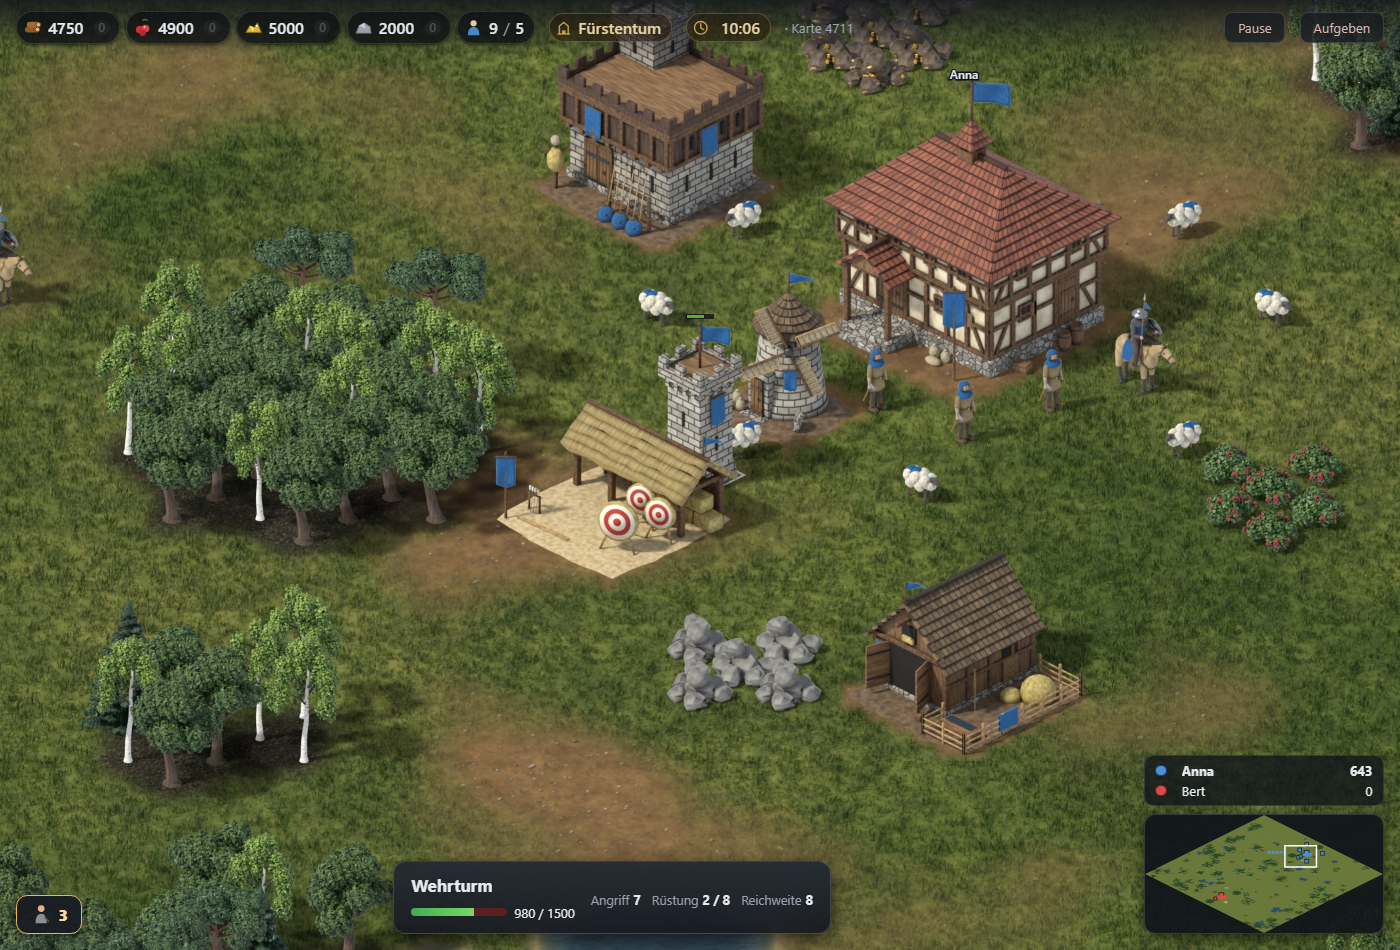 4750 0 4900 0 5000 0 2000 0 9 / 5 Fürstentum 10:06 • Karte 4711 Pause Aufgeben
Anna
Anna 643
Bert 0
Wehrturm
980 / 1500 Angriff 7 Rüstung 2 / 8 Reichweite 8
3